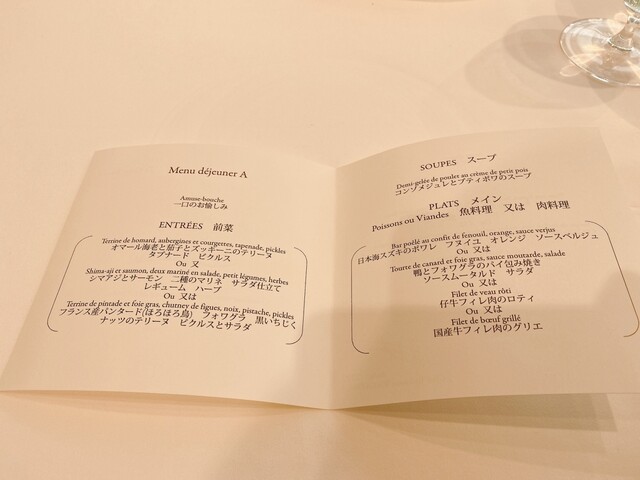 Menu déjeuner A
Amuse-bouche
一口のお愉しみ
ENTRÉES 前菜
Terrine de homard, aubergines et courgettes, tapenade, pickles
オマール海老と茄子とズッキーニのテリーヌ
タプナード ピクルス
Ou 又は
Shima-aji et saumon, deux mariné en salade, petit légumes, herbes
シマアジとサーモン 二種のマリネ サラダ仕立て
レギューム ハーブ
Ou 又は
Terrine de pintade et foie gras, chutney de figues, noix, pistache, pickles
フランス産パンタード(ほろほろ鳥) フォワグラ 黒いちじく
ナッツのテリーヌ ピクルスとサラダ
SOUPES スープ
Demi-gelée de poulet au crème de petit pois
コンソメジュレとプティポワのスープ
PLATS メイン
Poissons ou Viandes 魚料理 又は 肉料理
Bar poêlé au confit de fenouil, orange, sauce verjus
日本海スズキのポワレ フヌイユ オレンジ ソースベルジュ
Ou 又は
Tourte de canard et foie gras, sauce moutarde, salade
鴨とフォワグラのパイ包み焼き
ソースムータルド サラダ
Ou 又は
Filet de veau rôti
仔牛フィレ肉のロティ
Ou 又は
Filet de bœuf grillé
国産牛フィレ肉のグリエ